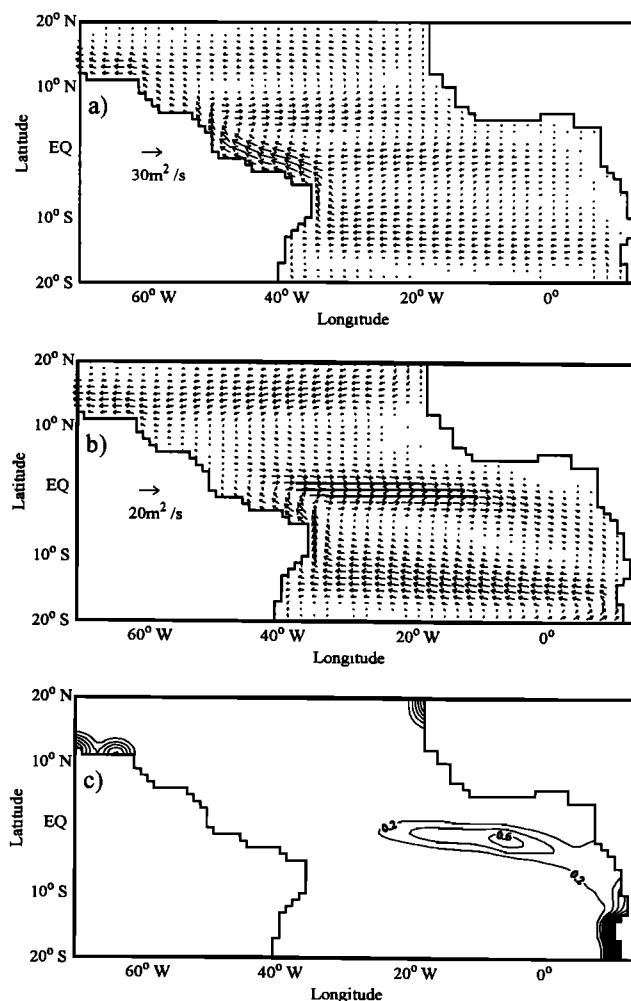 20° N
a)
10° N
Latitude
EQ
30m² /s
10° S
20° S
60° W 40° W 20° W 0°
Longitude
20° N
b)
10° N
Latitude
EQ
20m² /s
10° S
20° S
60° W 40° W 20° W 0°
Longitude
20° N
c)
10° N
Latitude
EQ
0.2
0.6
0.2
10° S
20° S
60° W 40° W 20° W 0°
Longitude